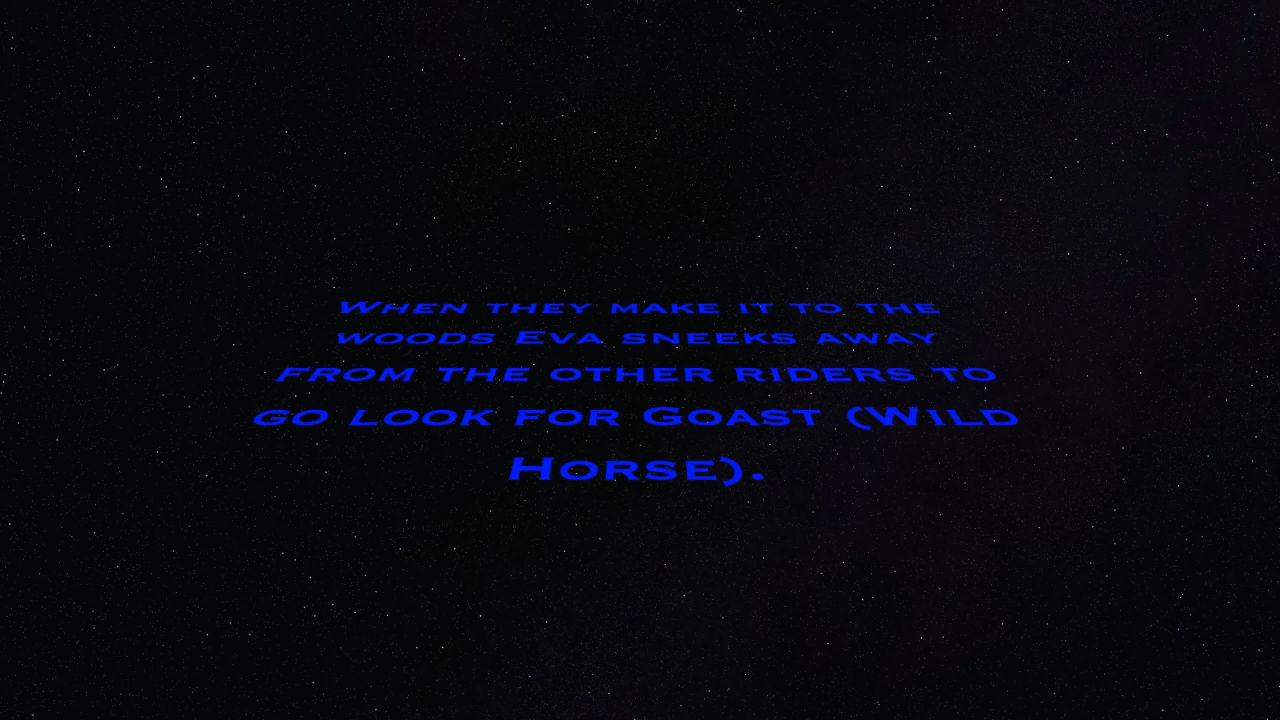 When they make it to the
woods Eva sneeks away
from the other riders to
go look for Goast (Wild
Horse).